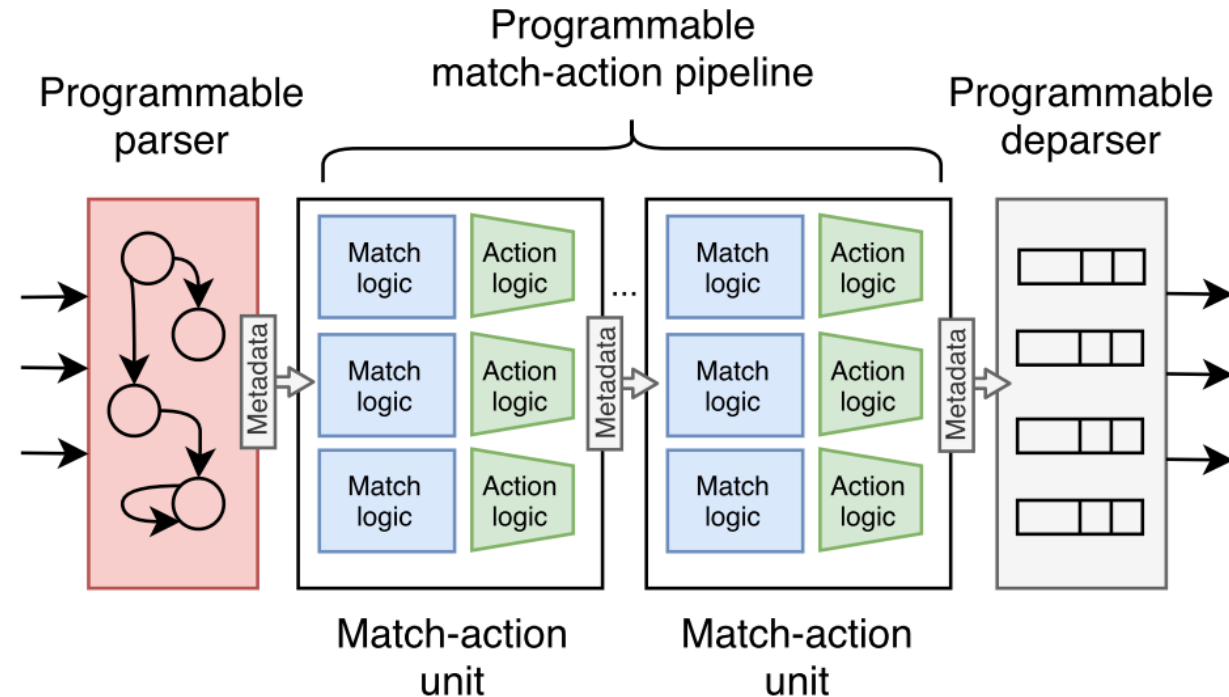 Programmable
match-action pipeline
Programmable
parser
Programmable
deparser
Match
logic
Action
logic
...
Match
logic
Action
logic
Metadata
Match
logic
Action
logic
Metadata
Match
logic
Action
logic
Metadata
Match
logic
Action
logic
Match
logic
Action
logic
Match-action
unit
Match-action
unit